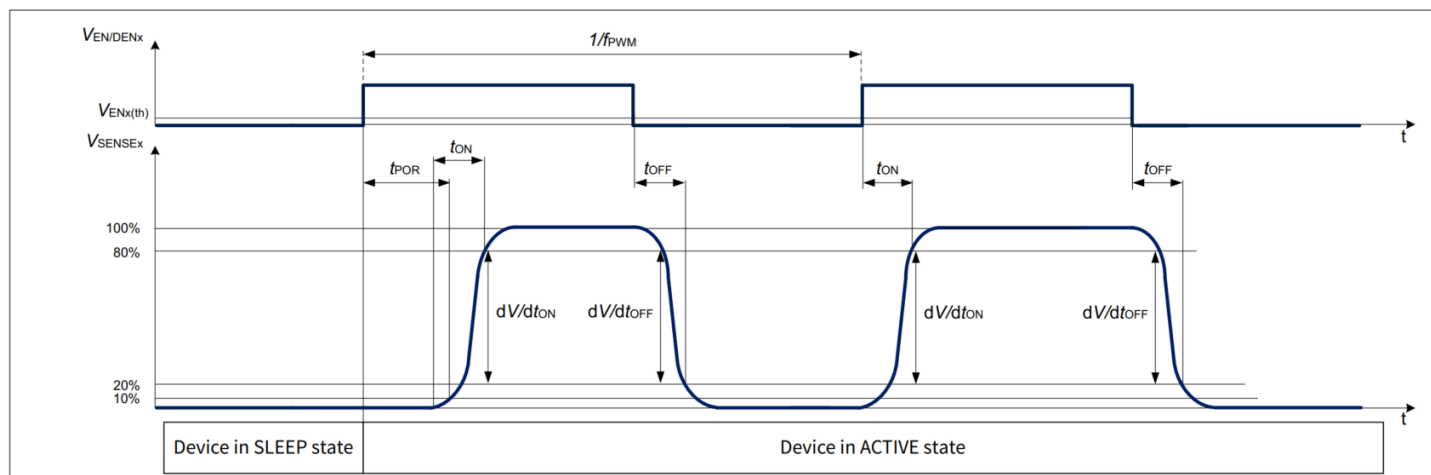 VEN/DENx
1/fPWM
VENx(th)
t
VSENSEx
tON
tPOR
tOFF
tON
tOFF
100%
80%
dV/dtON
dV/dtOFF
dV/dtON
dV/dtOFF
20%
10%
t
Device in SLEEP state
Device in ACTIVE state